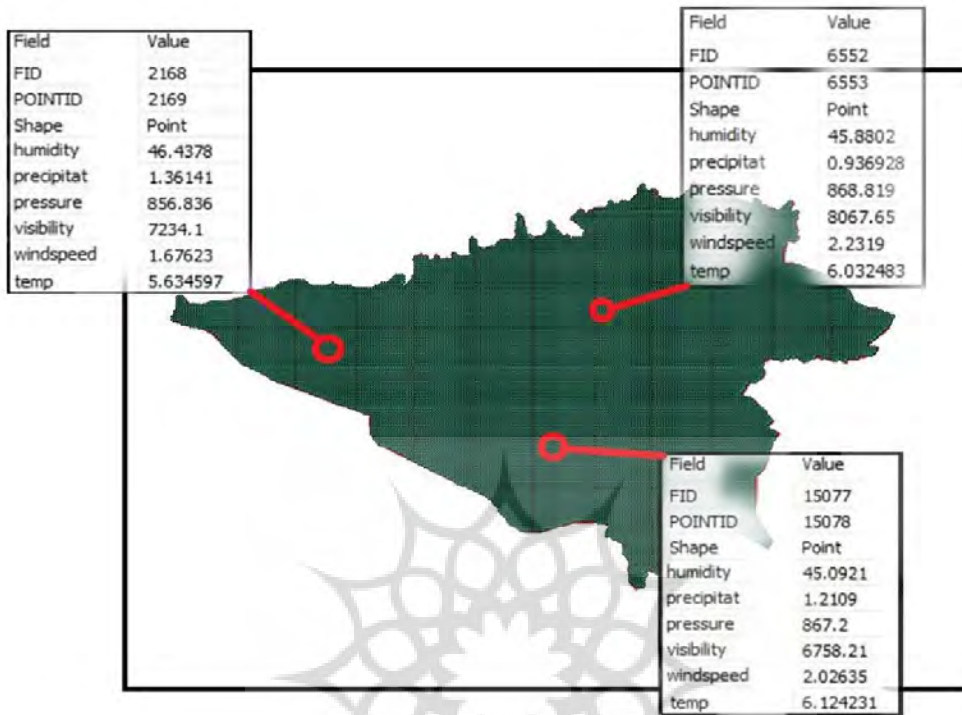 Field Value
FID 2168
POINTID 2169
Shape Point
humidity 46.4378
precipitat 1.36141
pressure 856.836
visibility 7234.1
windspeed 1.67623
temp 5.634597
Field Value
FID 6552
POINTID 6553
Shape Point
humidity 45.8802
precipitat 0.936928
pressure 868.819
visibility 8067.65
windspeed 2.2319
temp 6.032483
Field Value
FID 15077
POINTID 15078
Shape Point
humidity 45.0921
precipitat 1.2109
pressure 867.2
visibility 6758.21
windspeed 2.02635
temp 6.124231